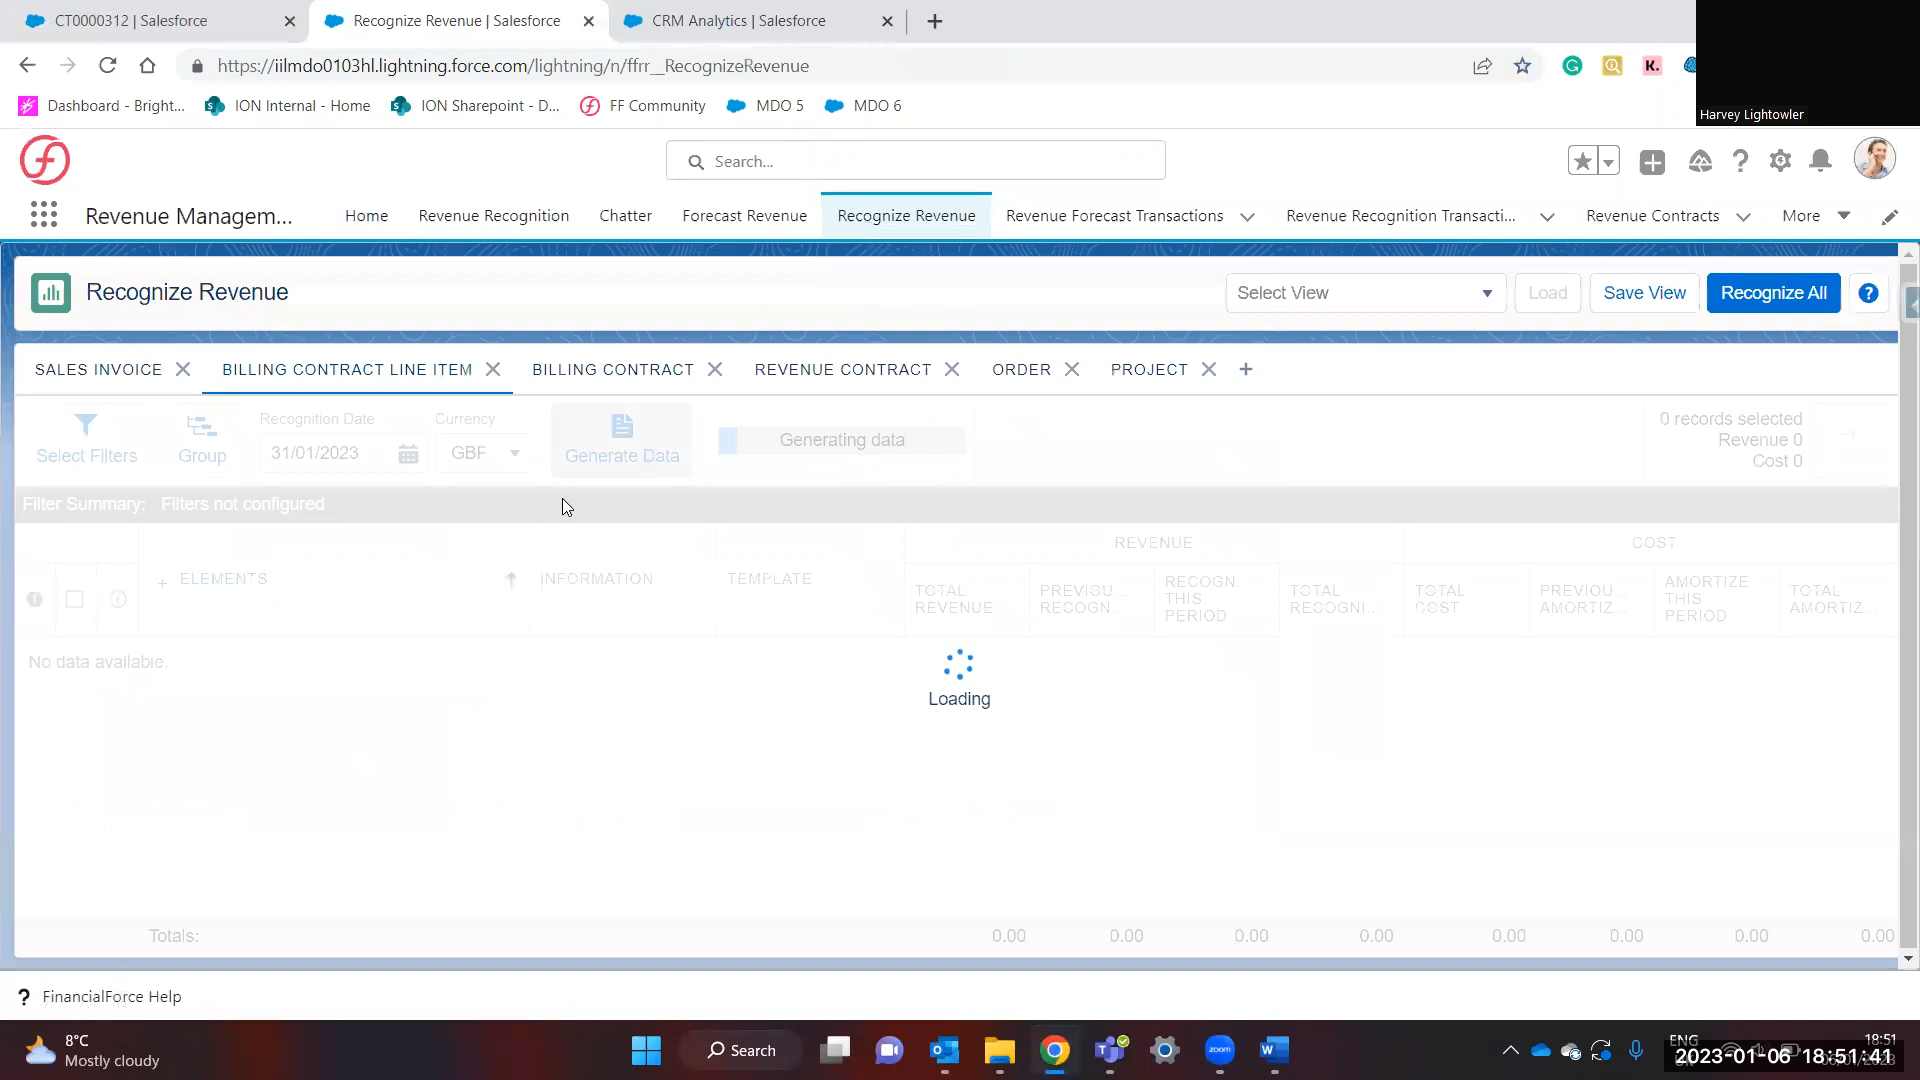 CT0000312 | Salesforce
Recognize Revenue | Salesforce
CRM Analytics | Salesforce
https://iilmdo0103hl.lightning.force.com/lightning/n/ffrr__RecognizeRevenue
K.
Dashboard - Bright...
ION Internal - Home
ION Sharepoint - D...
FF Community
MDO 5
MDO 6
Harvey Lightowler
Search...
Revenue Managem...
Home
Revenue Recognition
Chatter
Forecast Revenue
Recognize Revenue
Revenue Forecast Transactions
Revenue Recognition Transacti...
Revenue Contracts
More
Recognize Revenue
Select View
Load
Save View
Recognize All
SALES INVOICE
BILLING CONTRACT LINE ITEM
BILLING CONTRACT
REVENUE CONTRACT
ORDER
PROJECT
Select Filters
Group
Recognition Date
31/01/2023
Currency
GBP
Generate Data
Generating data
0 records selected
Revenue 0
Cost 0
Filter Summary: Filters not configured
REVENUE
COST
ELEMENTS
INFORMATION
TEMPLATE
TOTAL REVENUE
PREVIOU... RECOGN...
RECOGN... THIS PERIOD
TOTAL RECOGNI...
TOTAL COST
PREVIOU... AMORTIZ...
AMORTIZE THIS PERIOD
TOTAL AMORTIZ...
No data available.
Loading
Totals:
0.00
0.00
0.00
0.00
0.00
0.00
0.00
0.00
? FinancialForce Help
8°C
Mostly cloudy
Search
zoom
ENG
18:51
2023-01-06 18:51:41